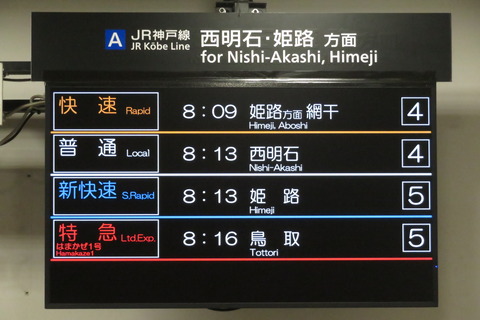 A JR神戸線 西明石・姫路 方面
JR Kōbe Line for Nishi-Akashi, Himeji
快速 Rapid 8:09 姫路方面 網干 4
Himeji, Aboshi
普通 Local 8:13 西明石 4
Nishi-Akashi
新快速 S.Rapid 8:13 姫路 5
Himeji
特急 Ltd.Exp. 8:16 鳥取 5
はまかぜ1号 Tottori
Hamakaze1